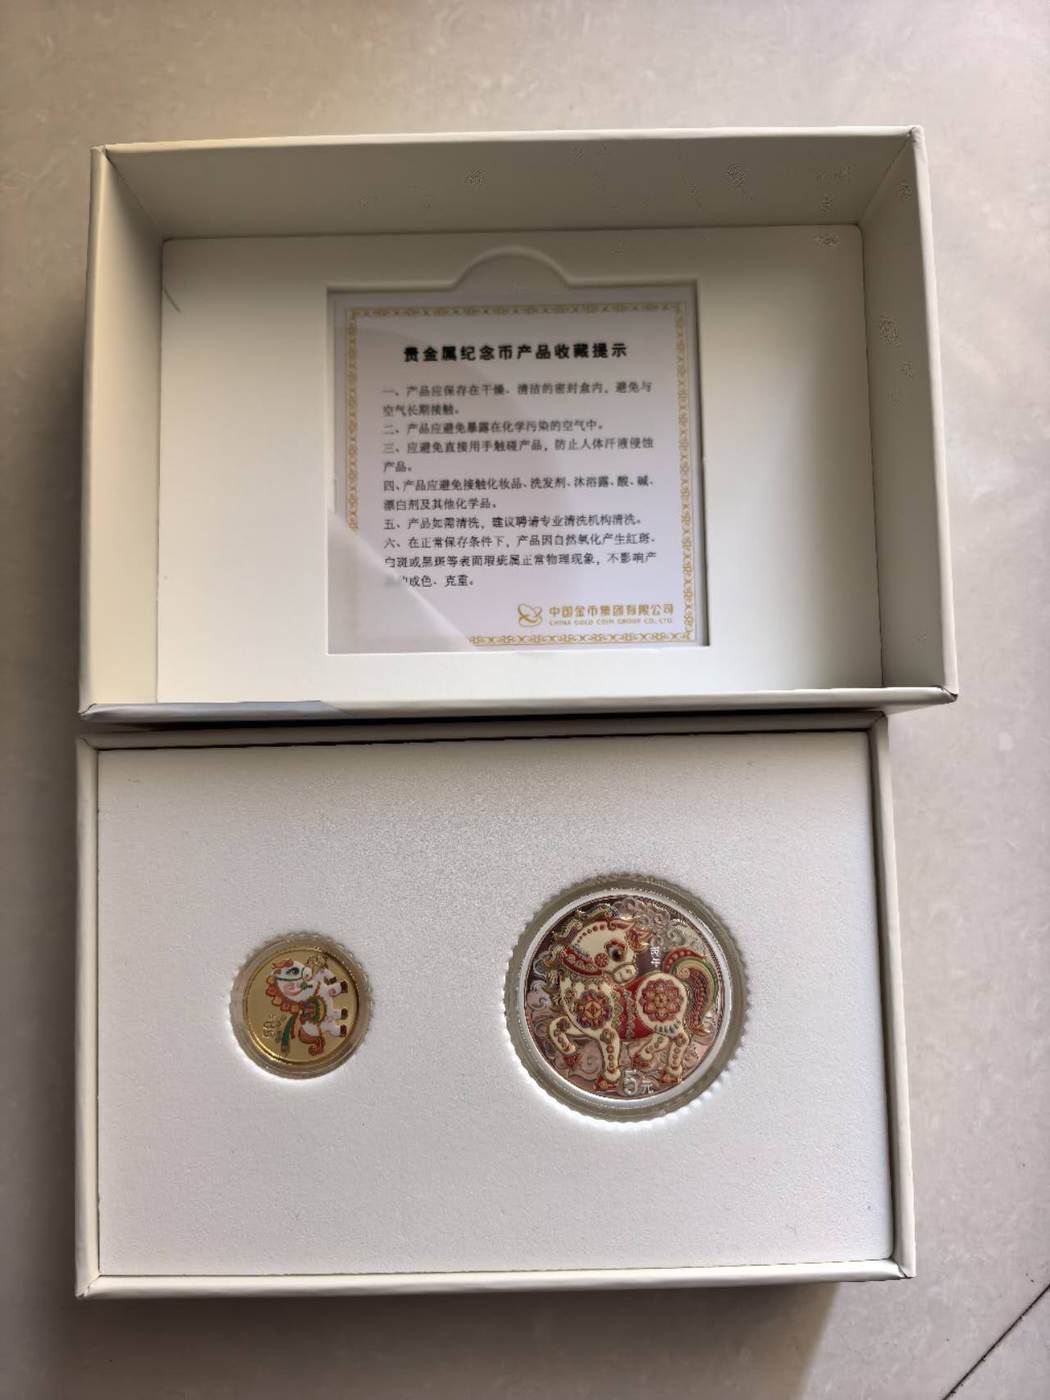 贵金属纪念币产品收藏提示
一、产品应保存在干燥、清洁的密封盒内，避免与
空气长期接触。
二、产品应避免暴露在化学污染的空气中。
三、应避免直接用手触碰产品，防止人体汗液侵蚀
产品。
四、产品应避免接触化妆品、洗发剂、沐浴露、酸、碱、
漂白剂及其他化学品。
五、产品如需清洗，建议聘请专业清洗机构清洗。
六、在正常保存条件下，产品因自然氧化产生红斑、
白斑或黑斑等表面瑕疵属正常物理现象，不影响产
成色、克重。
中国金币集团有限公司
CHINA GOLD COIN GROUP CO., LTD.
丙午
5元